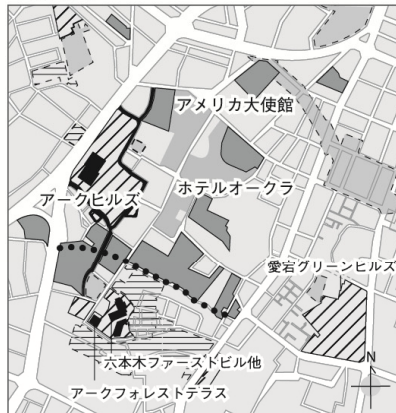 アメリカ大使館
アークヒルズ
ホテルオークラ
愛宕グリーンヒルズ
六本木ファーストビル他
アークフォレストテラス
N